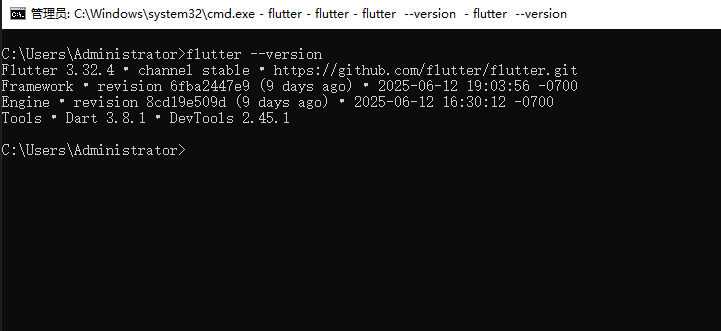 管理员: C:\Windows\system32\cmd.exe - flutter - flutter - flutter  --version  - flutter  --version
C:\Users\Administrator>flutter --version
Flutter 3.32.4 • channel stable • https://github.com/flutter/flutter.git
Framework • revision 6fba2447e9 (9 days ago) • 2025-06-12 19:03:56 -0700
Engine • revision 8cd19e509d (9 days ago) • 2025-06-12 16:30:12 -0700
Tools • Dart 3.8.1 • DevTools 2.45.1
C:\Users\Administrator>